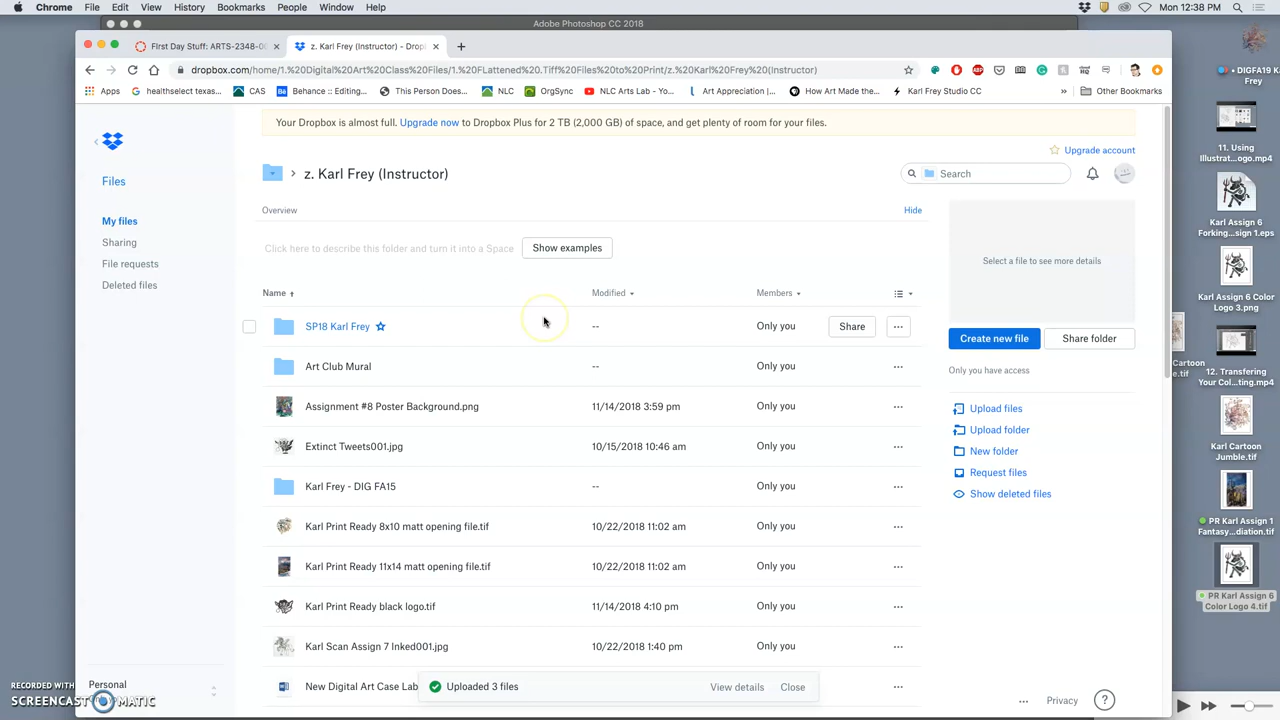 Chrome File Edit View History Bookmarks People Window Help Mon 12:38 PM
Adobe Photoshop CC 2018
First Day Stuff: ARTS-2348-0 × z. Karl Frey (Instructor) - Drop × +
dropbox.com/home/1.%20Digital%20Art%20Class%20Files/1.%20FLattened%20.Tiff%20Files%20to%20Print/z.%20Karl%20Frey%20(Instructor)
Apps healthselect texas... CAS Behance :: Editing... This Person Does... NLC OrgSync NLC Arts Lab - Yo... Art Appreciation |... How Art Made the... Karl Frey Studio CC » Other Bookmarks
Your Dropbox is almost full. Upgrade now to Dropbox Plus for 2 TB (2,000 GB) of space, and get plenty of room for your files.
Upgrade account
z. Karl Frey (Instructor)
Search
Files
My files
Sharing
File requests
Deleted files
Overview
Hide
Click here to describe this folder and turn it into a Space Show examples
Name Modified Members
SP18 Karl Frey -- Only you Share ...
Art Club Mural -- Only you ...
Assignment #8 Poster Background.png 11/14/2018 3:59 pm Only you ...
Extinct Tweets001.jpg 10/15/2018 10:46 am Only you ...
Karl Frey - DIG FA15 -- Only you ...
Karl Print Ready 8x10 matt opening file.tif 10/22/2018 11:02 am Only you ...
Karl Print Ready 11x14 matt opening file.tif 10/22/2018 11:02 am Only you ...
Karl Print Ready black logo.tif 11/14/2018 4:10 pm Only you ...
Karl Scan Assign 7 Inked001.jpg 10/22/2018 1:40 pm Only you ...
New Digital Art Case Lab
Only you ...
Uploaded 3 files View details Close
Select a file to see more details
Create new file Share folder
Only you have access
Upload files
Upload folder
New folder
Request files
Show deleted files
... Privacy ?
Personal
RECORDED WITH
SCREENCAST MATIC
DIGFA19 K
Frey
11. Using
Illustrat...ogo.mp4
Karl Assign 6
Forking...sign 1.eps
Karl Assign 6 Color
Logo 3.png
Carttoon
.tif
12. Transfering
Your Col...ting.mp4
Karl Cartoon
Jumble.tif
PR Karl Assign 1
Fantasy...diation.tif
PR Karl Assign 6
Color Logo 4.tif